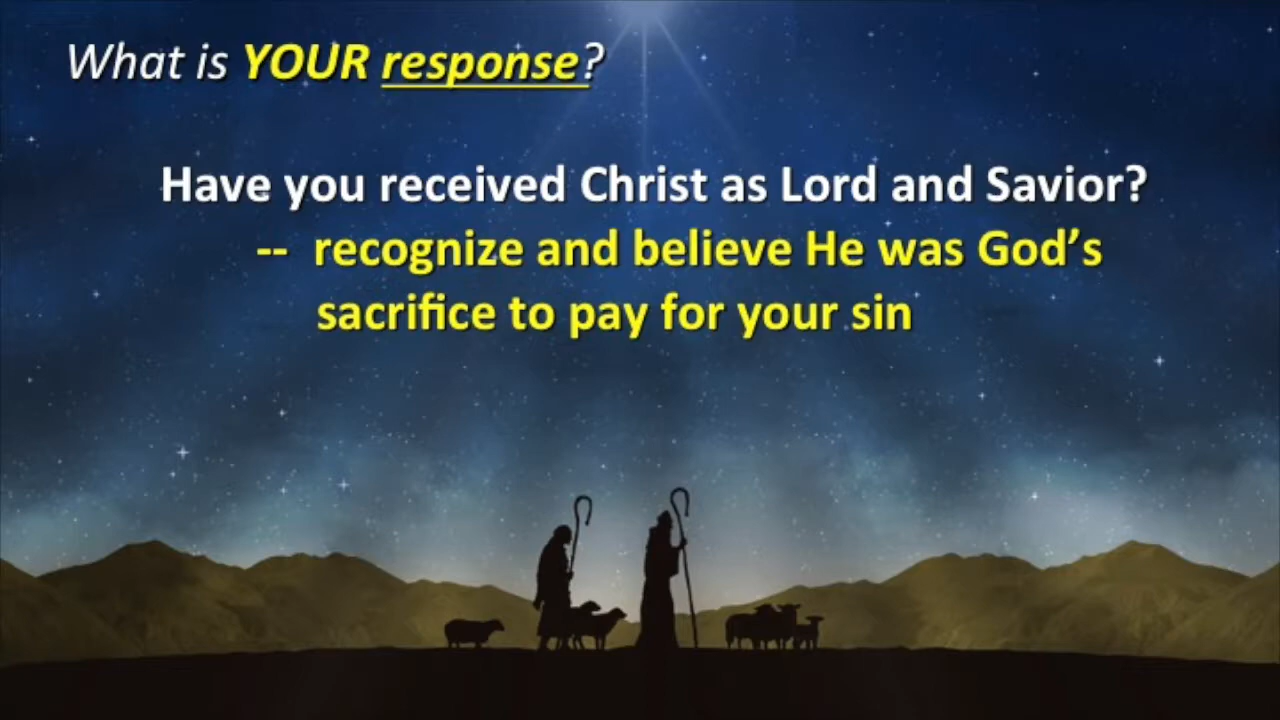 What is YOUR response?
Have you received Christ as Lord and Savior?
-- recognize and believe He was God’s
sacrifice to pay for your sin